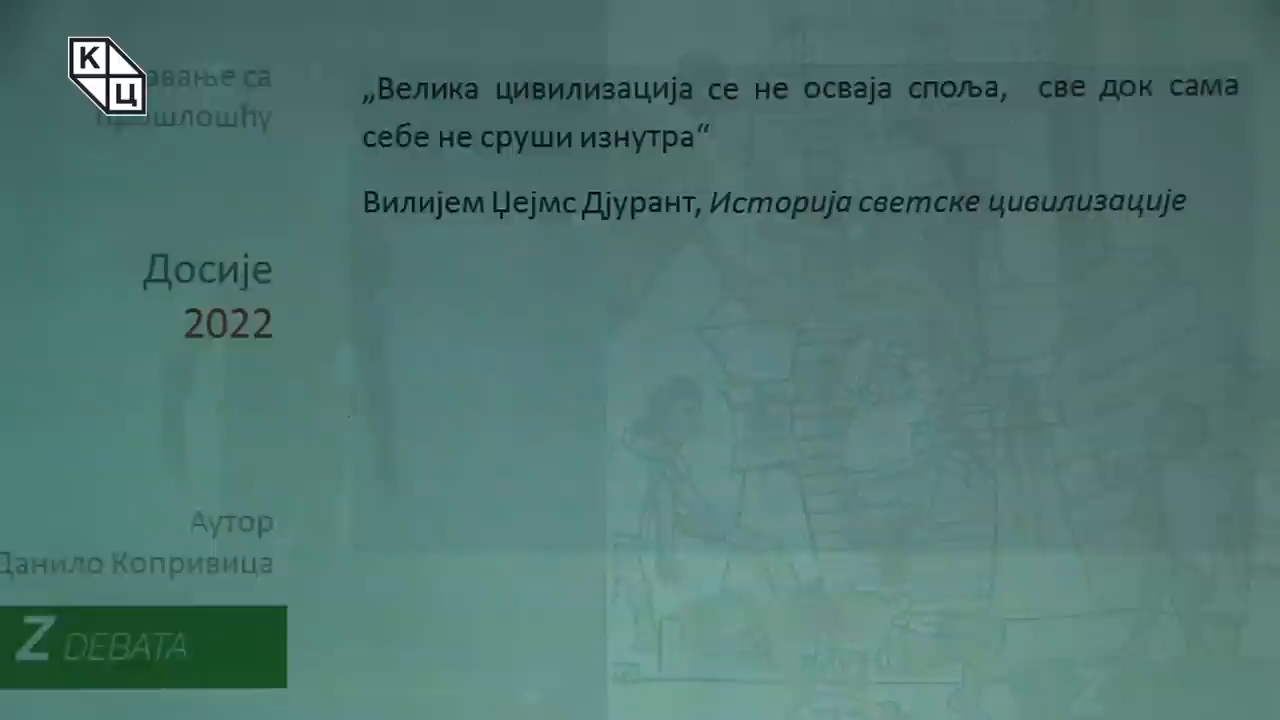 К
Ц
са
прошлошћу
„Велика цивилизација се не осваја споља, све док сама
себе не сруши изнутра“
Вилијем Џејмс Дјурант, Историја светске цивилизације
Досије
2022
Аутор
Данило Копривица
Z DEBATA